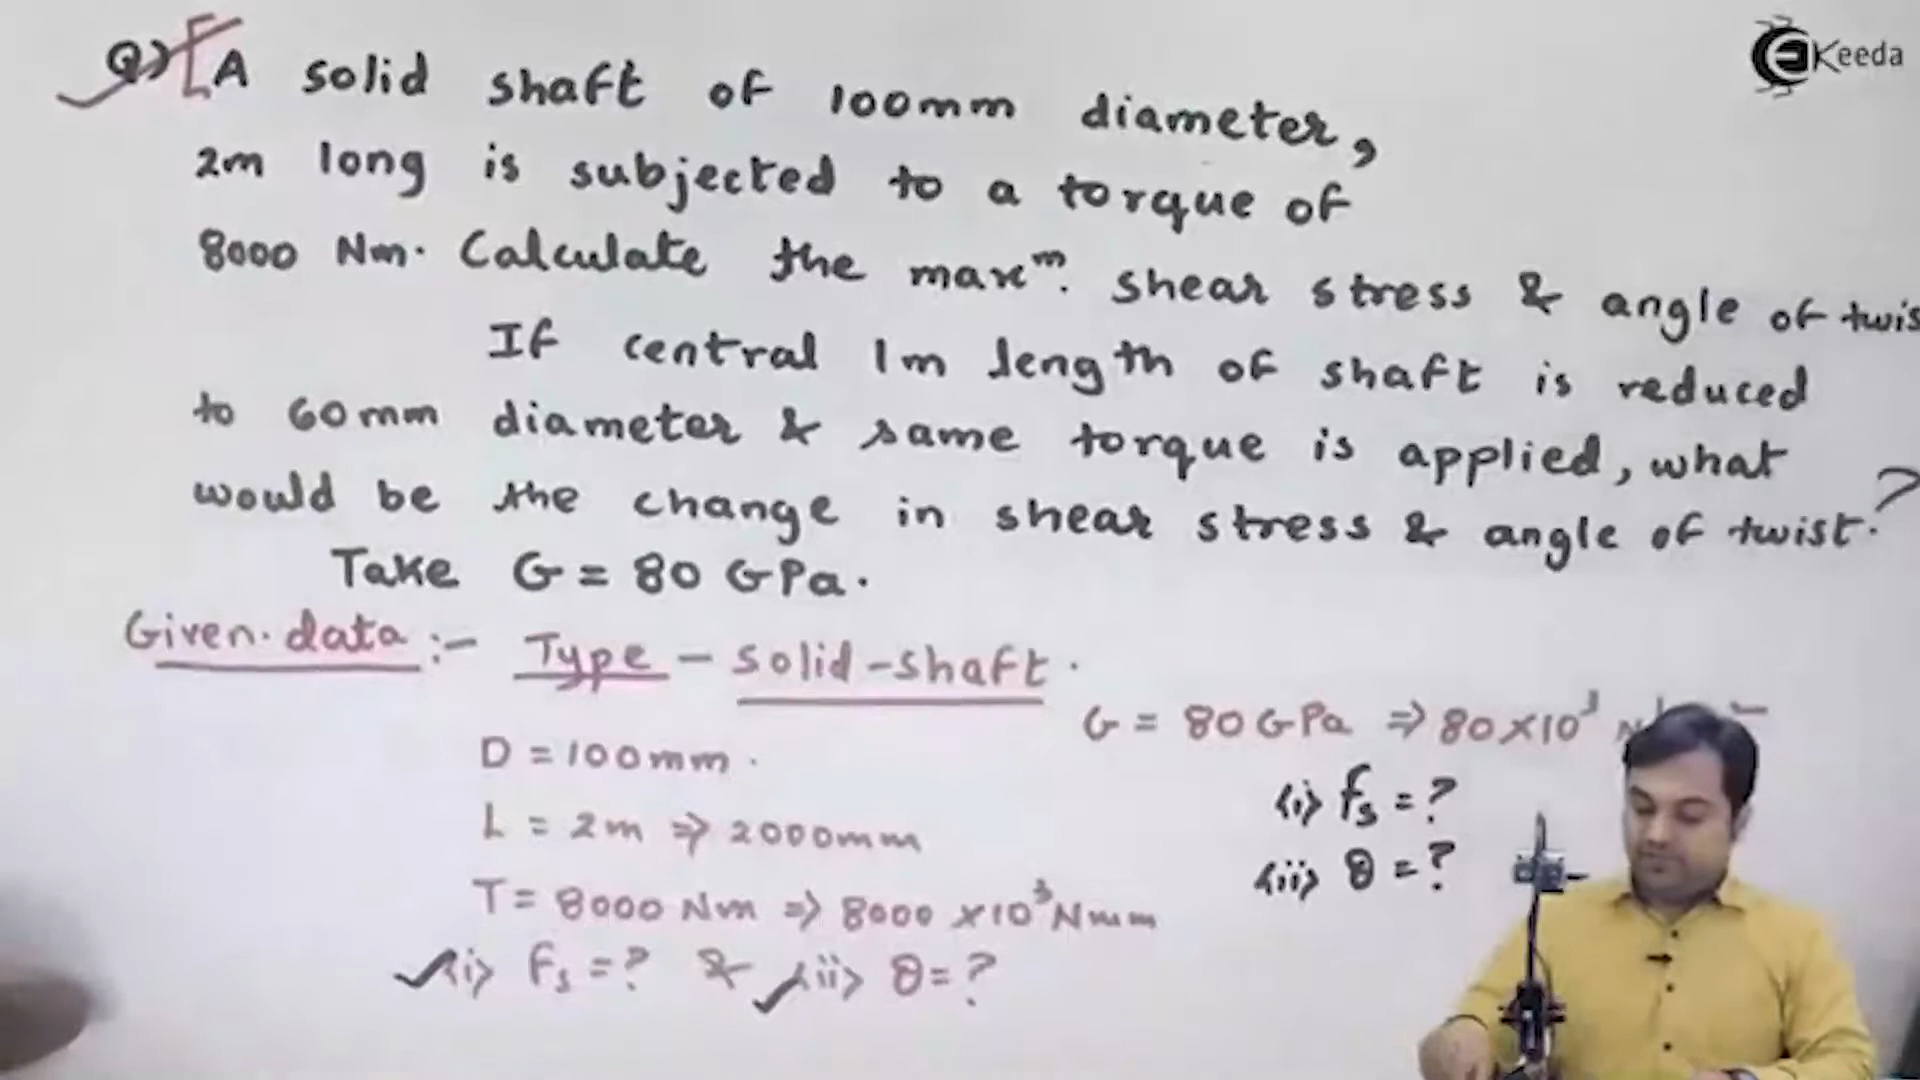 Q) [A solid shaft of 100mm diameter,
2m long is subjected to a torque of
8000 Nm. Calculate the maxᵐ. shear stress & angle of twis
If central 1m length of shaft is reduced
to 60mm diameter & same torque is applied, what
would be the change in shear stress & angle of twist.?
Take G = 80 GPa.
Given data :- Type - solid-shaft.
G = 80 GPa ⇒ 80×10³
D = 100mm.
L = 2m ⇒ 2000mm
T = 8000 Nm ⇒ 8000 ×10³ Nmm
(i) fs = ? & (ii) θ = ?
(i) fs = ?
(ii) θ = ?
EKeeda